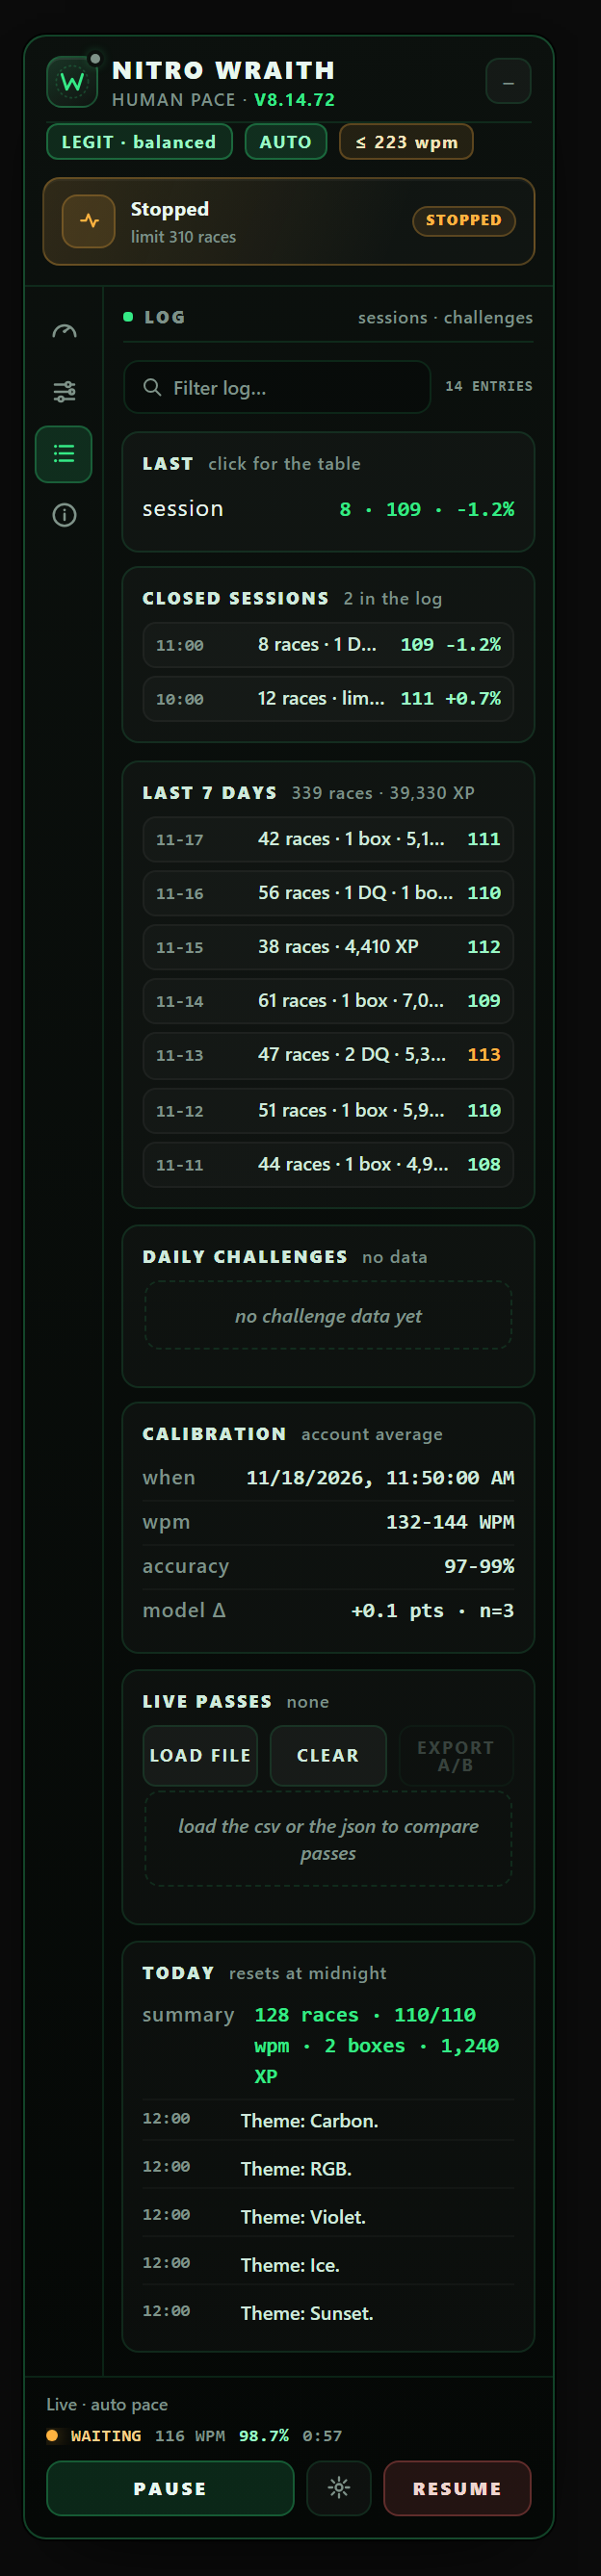 W
NITRO WRAITH
HUMAN PACE · V8.14.72
–
LEGIT · balanced AUTO ≤ 223 wpm
Stopped
limit 310 races
STOPPED
LOG sessions · challenges
Filter log... 14 ENTRIES
LAST click for the table
session 8 · 109 · -1.2%
CLOSED SESSIONS 2 in the log
11:00 8 races · 1 D... 109 -1.2%
10:00 12 races · lim... 111 +0.7%
LAST 7 DAYS 339 races · 39,330 XP
11-17 42 races · 1 box · 5,1... 111
11-16 56 races · 1 DQ · 1 bo... 110
11-15 38 races · 4,410 XP 112
11-14 61 races · 1 box · 7,0... 109
11-13 47 races · 2 DQ · 5,3... 113
11-12 51 races · 1 box · 5,9... 110
11-11 44 races · 1 box · 4,9... 108
DAILY CHALLENGES no data
no challenge data yet
CALIBRATION account average
when 11/18/2026, 11:50:00 AM
wpm 132-144 WPM
accuracy 97-99%
model Δ +0.1 pts · n=3
LIVE PASSES none
LOAD FILE CLEAR EXPORT
A/B
load the csv or the json to compare
passes
TODAY resets at midnight
summary 128 races · 110/110
wpm · 2 boxes · 1,240
XP
12:00 Theme: Carbon.
12:00 Theme: RGB.
12:00 Theme: Violet.
12:00 Theme: Ice.
12:00 Theme: Sunset.
Live · auto pace
WAITING 116 WPM 98.7% 0:57
PAUSE RESUME